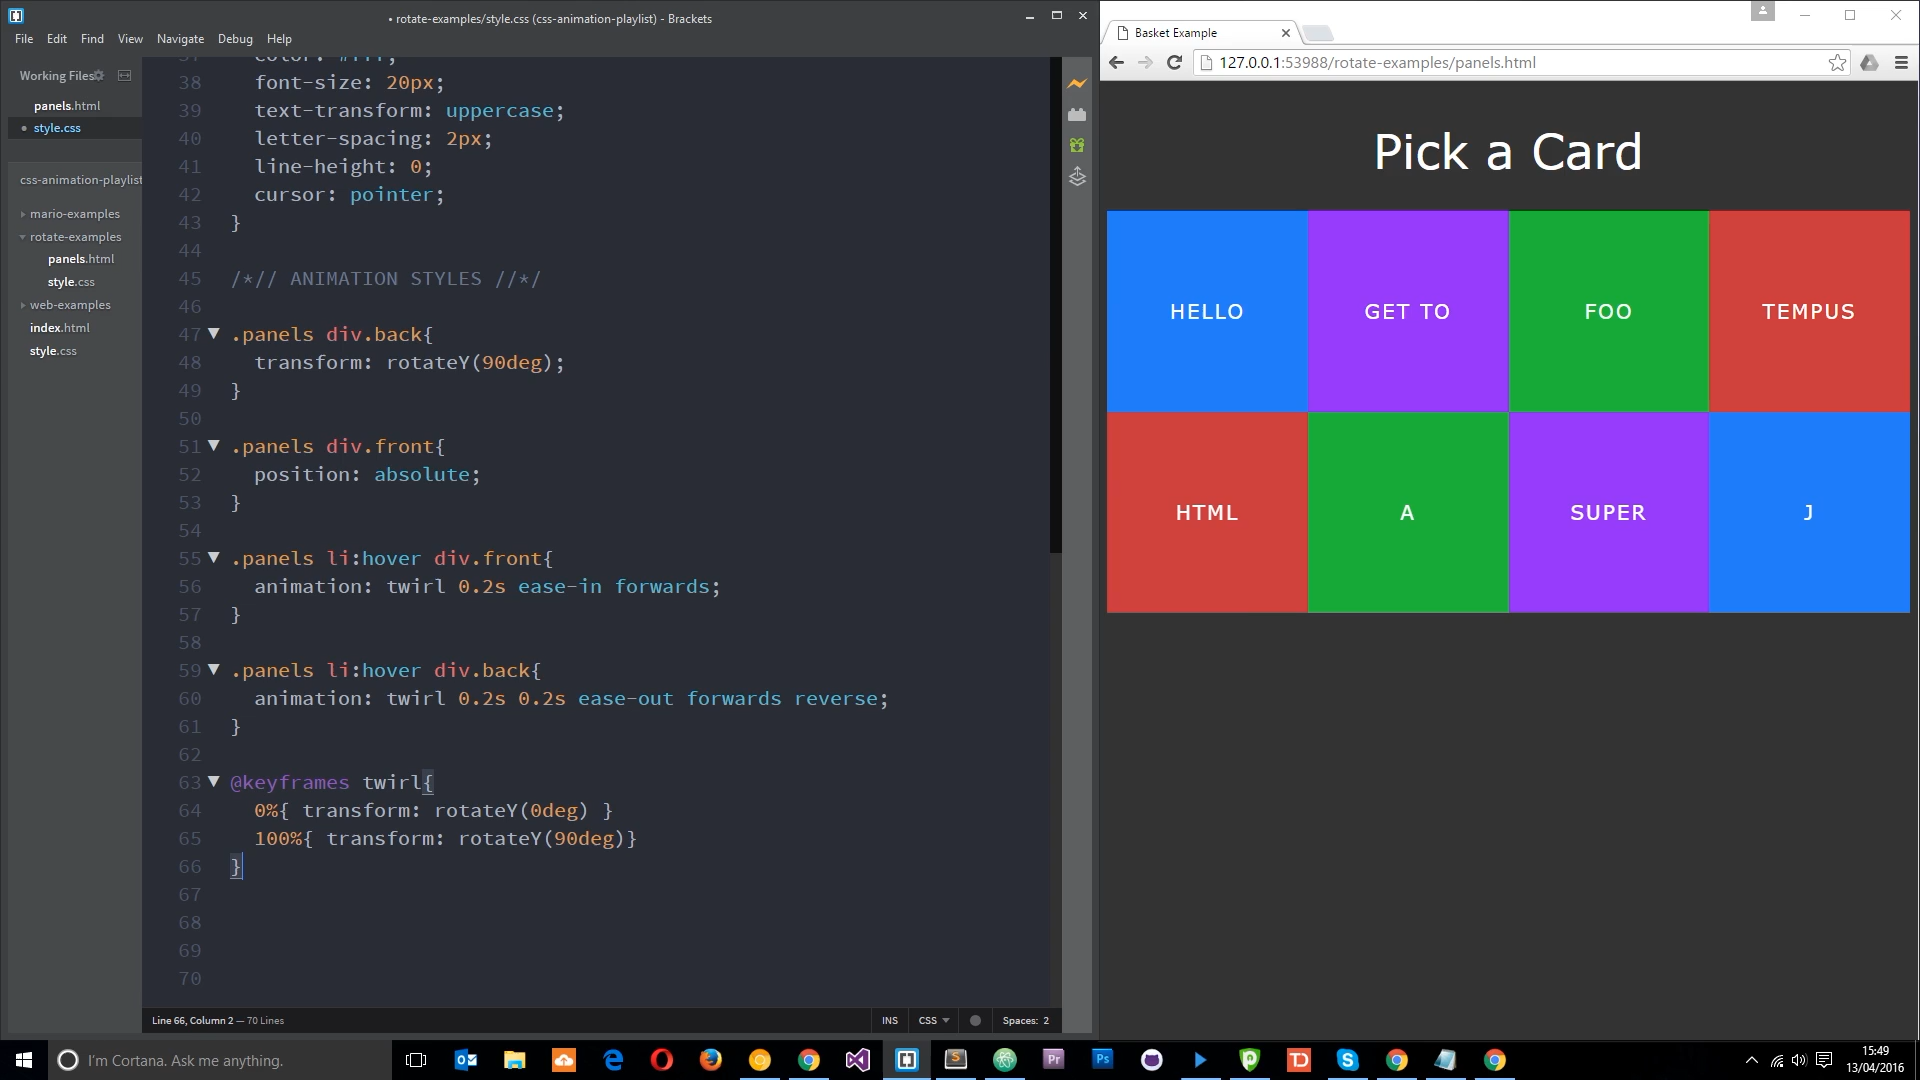 • rotate-examples/style.css (css-animation-playlist) - Brackets
File Edit Find View Navigate Debug Help
Working Files
panels.html
• style.css
css-animation-playlist
mario-examples
rotate-examples
panels.html
style.css
web-examples
index.html
style.css
38 font-size: 20px;
39 text-transform: uppercase;
40 letter-spacing: 2px;
41 line-height: 0;
42 cursor: pointer;
43 }
44
45 /*// ANIMATION STYLES //*/
46
47 .panels div.back{
48 transform: rotateY(90deg);
49 }
50
51 .panels div.front{
52 position: absolute;
53 }
54
55 .panels li:hover div.front{
56 animation: twirl 0.2s ease-in forwards;
57 }
58
59 .panels li:hover div.back{
60 animation: twirl 0.2s 0.2s ease-out forwards reverse;
61 }
62
63 @keyframes twirl{
64 0%{ transform: rotateY(0deg) }
65 100%{ transform: rotateY(90deg)}
66 }
67
68
69
70
Line 66, Column 2 — 70 Lines
INS CSS Spaces: 2
Basket Example
127.0.0.1:53988/rotate-examples/panels.html
Pick a Card
HELLO GET TO FOO TEMPUS
HTML A SUPER J
I'm Cortana. Ask me anything.
Pr Ps TD
15:49
13/04/2016